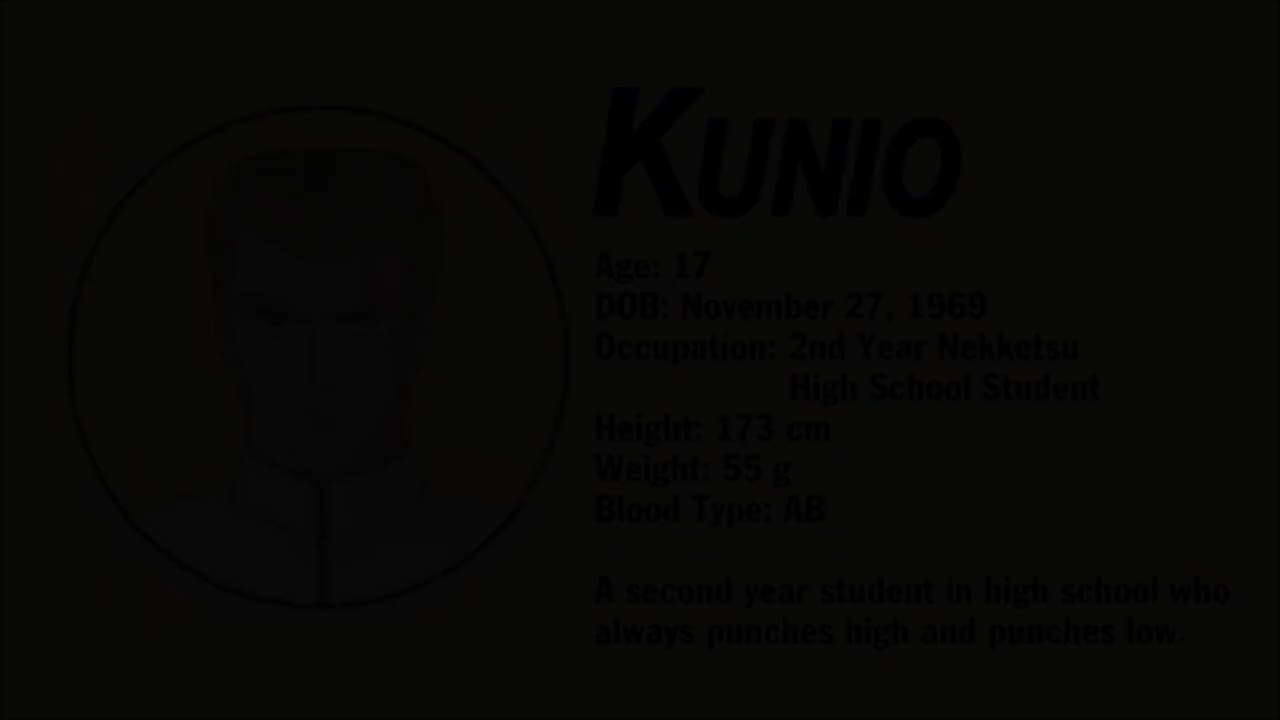 KUNIO
Age: 17
DOB: November 27, 1969
Occupation: 2nd Year Nekketsu
High School Student
Height: 173 cm
Weight: 55 g
Blood Type: AB
A second year student in high school who
always punches high and punches low.